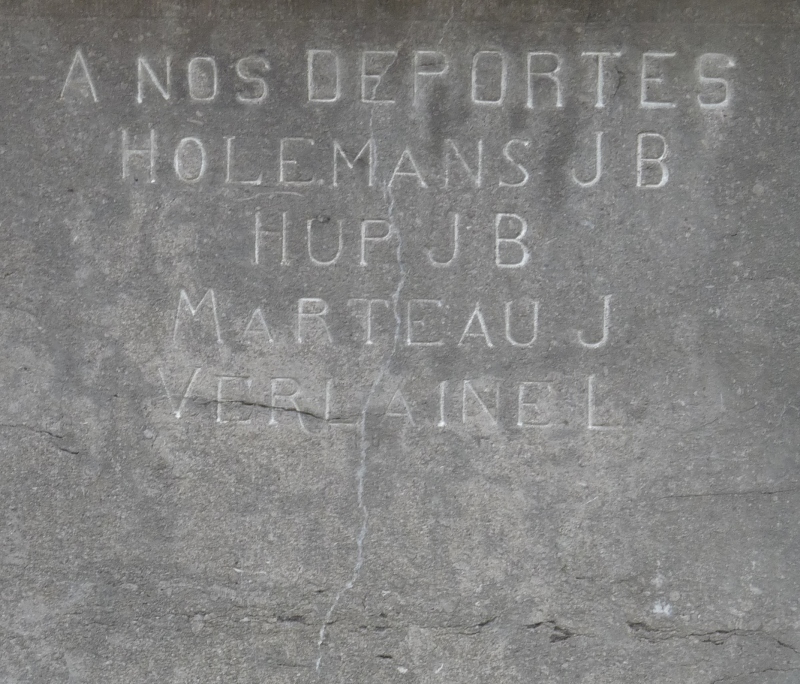 A NOS DEPORTES
HOLEMANS J B
HUP J B
MARTEAU J
VERLAINE L